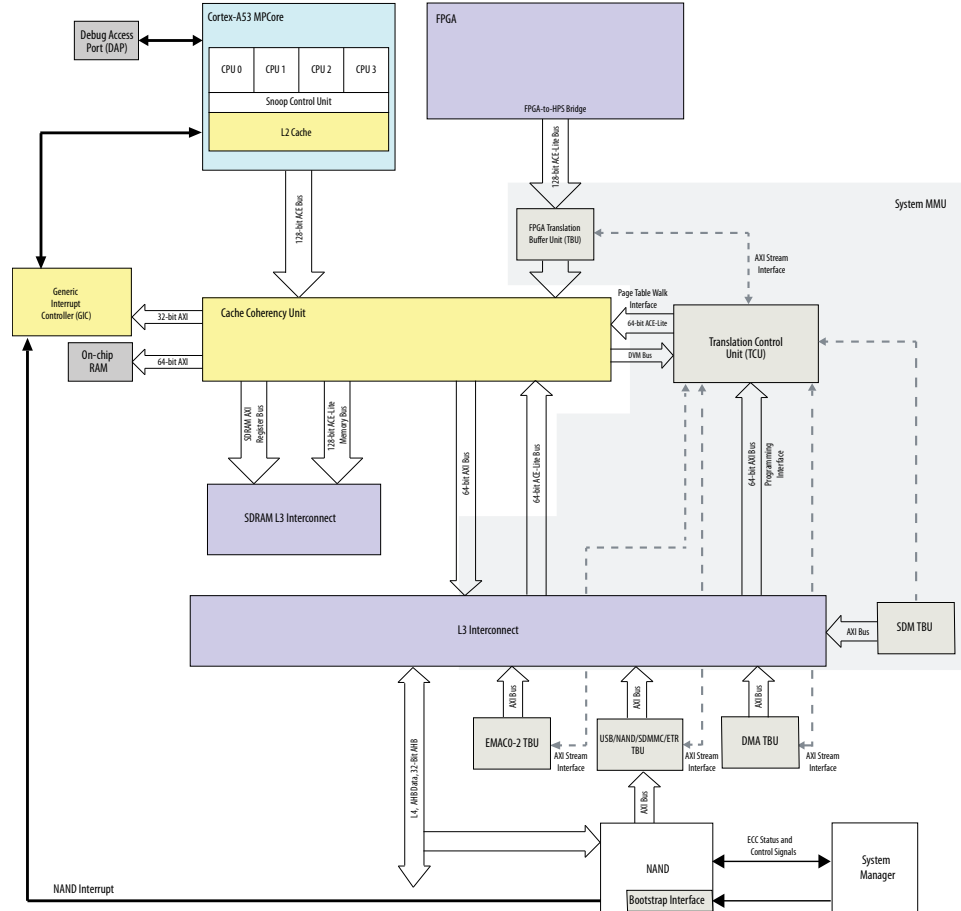 Cortex-A53 MPCore
FPGA
Debug Access
Port (DAP)
CPU 0
CPU 1
CPU 2
CPU 3
Snoop Control Unit
L2 Cache
FPGA-to-HPS Bridge
128-bit ACE-Lite Bus
System MMU
128-bit ACE Bus
FPGA Translation
Buffer Unit (TBU)
AXI Stream
Interface
Generic
Interrupt
Controller (GIC)
32-bit AXI
Cache Coherency Unit
Page Table Walk
Interface
64-bit ACE-Lite
DVM Bus
Translation Control
Unit (TCU)
On-chip
RAM
64-bit AXI
SDRAM AXI
Register Bus
128-bit ACE-Lite
Memory Bus
64-bit AXI Bus
64-bit ACE-Lite Bus
64-bit AXI Bus
Programming
Interface
SDRAM L3 Interconnect
L3 Interconnect
AXI Bus
SDM TBU
AXI Bus
AXI Bus
AXI Bus
EMAC0-2 TBU
AXI Stream
Interface
USB/NAND/SDMMC/ETR
TBU
AXI Stream
Interface
DMA TBU
AXI Stream
Interface
L4, AHB Data, 32-Bit AHB
AXI Bus
NAND
ECC Status and
Control Signals
System
Manager
NAND Interrupt
Bootstrap Interface